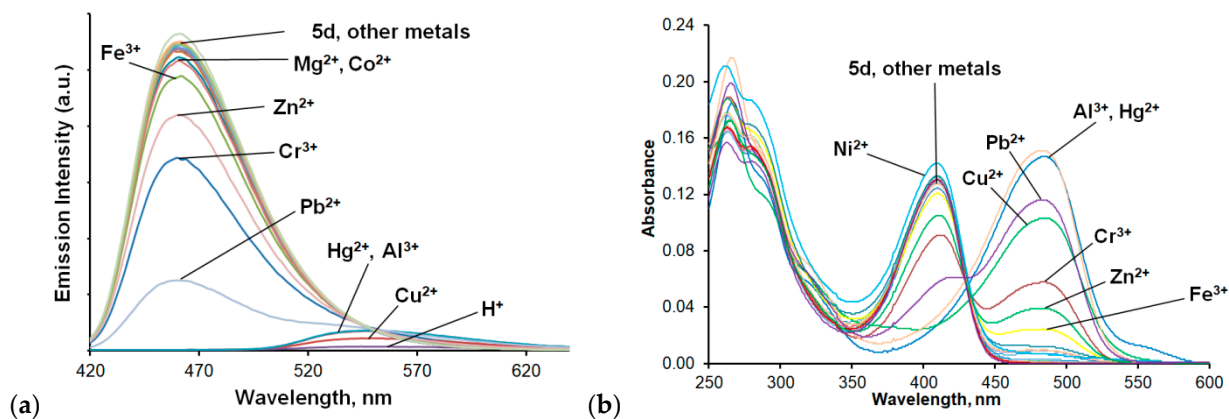 (a)
Emission Intensity (a.u.)
5d, other metals
Fe³⁺
Mg²⁺, Co²⁺
Zn²⁺
Cr³⁺
Pb²⁺
Hg²⁺, Al³⁺
Cu²⁺
H⁺
420 470 520 570 620
Wavelength, nm
(b)
Absorbance
0.24
0.20
0.16
0.12
0.08
0.04
0.00
5d, other metals
Ni²⁺
Al³⁺, Hg²⁺
Pb²⁺
Cu²⁺
Cr³⁺
Zn²⁺
Fe³⁺
250 300 350 400 450 500 550 600
Wavelength, nm